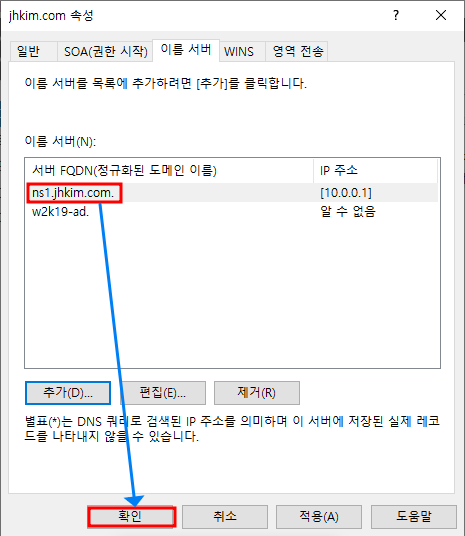 jhkim.com 속성
? ×
일반 SOA(권한 시작) 이름 서버 WINS 영역 전송
이름 서버를 목록에 추가하려면 [추가]를 클릭합니다.
이름 서버(N):
서버 FQDN(정규화된 도메인 이름) IP 주소
ns1.jhkim.com. [10.0.0.1]
w2k19-ad. 알 수 없음
추가(D)... 편집(E)... 제거(R)
별표(*)는 DNS 쿼리로 검색된 IP 주소를 의미하며 이 서버에 저장된 실제 레코
드를 나타내지 않을 수 있습니다.
확인 취소 적용(A) 도움말